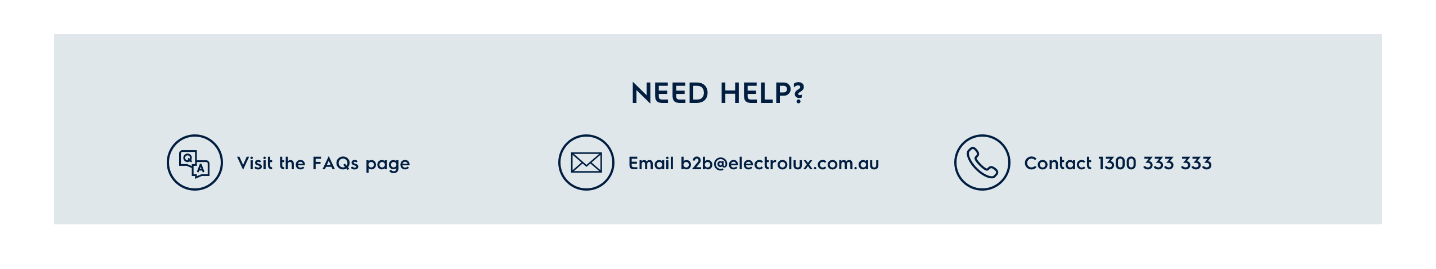 NEED HELP?
Q
A
Visit the FAQs page
Email b2b@electrolux.com.au
Contact 1300 333 333